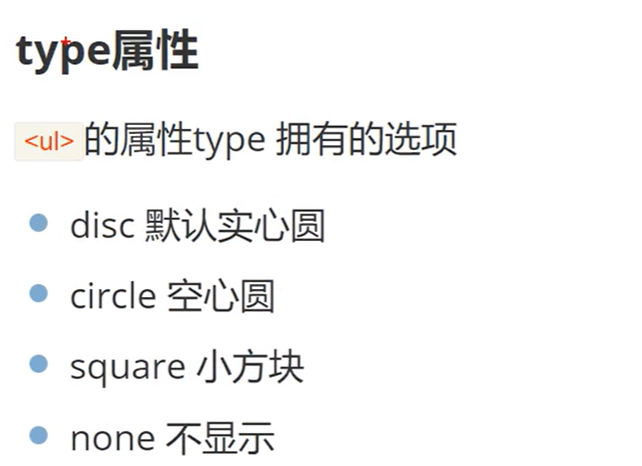 type属性
<ul>的属性type 拥有的选项
disc 默认实心圆
circle 空心圆
square 小方块
none 不显示